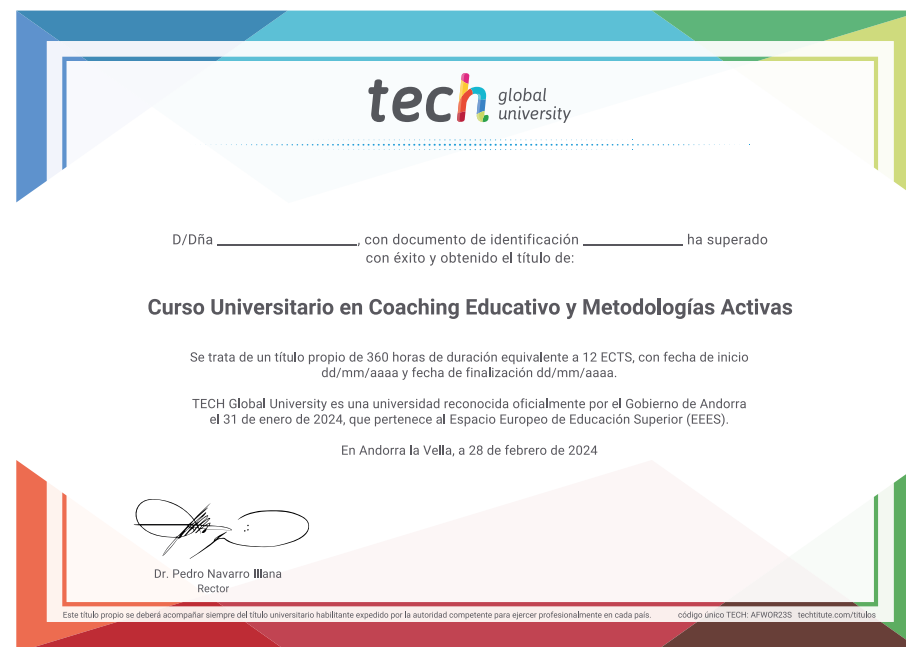 tech global
university
D/Dña ____________, con documento de identificación ____________ ha superado
con éxito y obtenido el título de:
Curso Universitario en Coaching Educativo y Metodologías Activas
Se trata de un título propio de 360 horas de duración equivalente a 12 ECTS, con fecha de inicio
dd/mm/aaaa y fecha de finalización dd/mm/aaaa.
TECH Global University es una universidad reconocida oficialmente por el Gobierno de Andorra
el 31 de enero de 2024, que pertenece al Espacio Europeo de Educación Superior (EEES).
En Andorra la Vella, a 28 de febrero de 2024
Dr. Pedro Navarro Illana
Rector
Este título propio se deberá acompañar siempre del título universitario habilitante expedido por la autoridad competente para ejercer profesionalmente en cada país. código único TECH: AFWOR23S techtitute.com/titulos